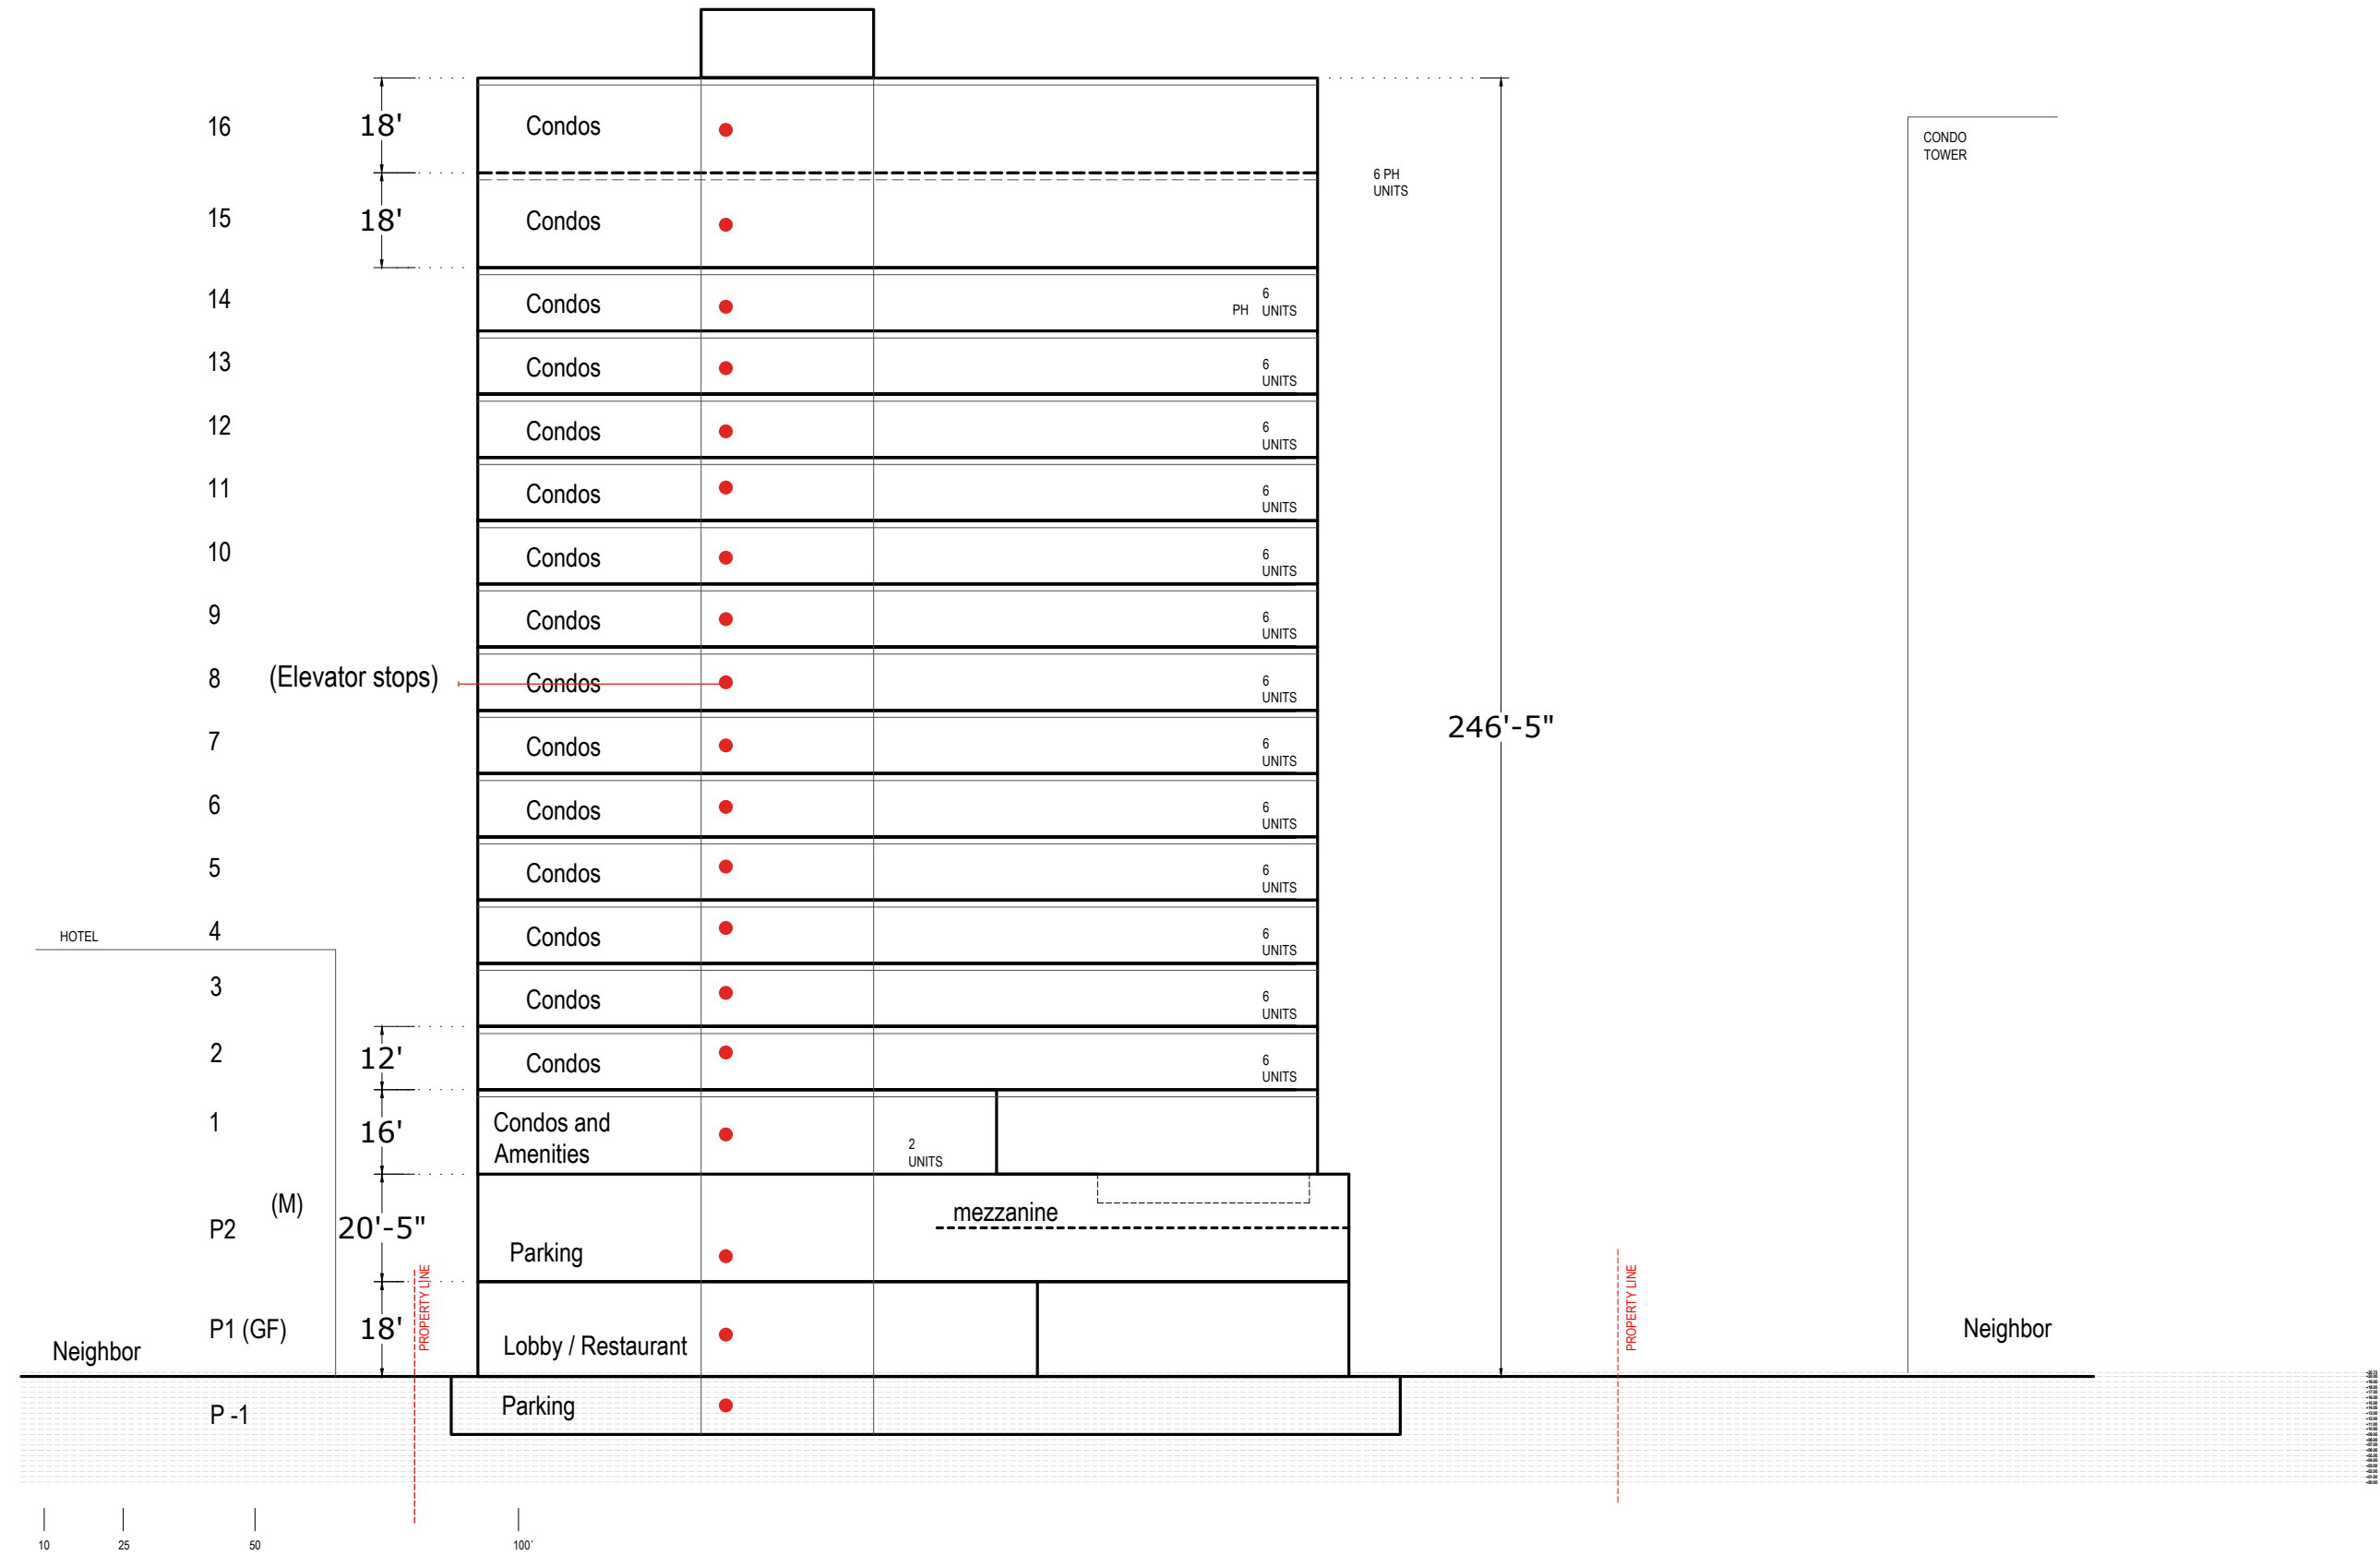 16
18'
Condos
CONDO
TOWER
6 PH
UNITS
15
18'
Condos
14
Condos
PH
6
UNITS
13
Condos
6
UNITS
12
Condos
6
UNITS
11
Condos
6
UNITS
10
Condos
6
UNITS
9
Condos
6
UNITS
8
(Elevator stops)
Condos
6
UNITS
246'-5"
7
Condos
6
UNITS
6
Condos
6
UNITS
5
Condos
6
UNITS
HOTEL
4
Condos
6
UNITS
3
Condos
6
UNITS
2
12'
Condos
6
UNITS
1
16'
Condos and
Amenities
2
UNITS
(M)
P2
20'-5"
mezzanine
Parking
PROPERTY LINE
PROPERTY LINE
P1 (GF)
18'
Lobby / Restaurant
Neighbor
Neighbor
P -1
Parking
10
25
50
100'